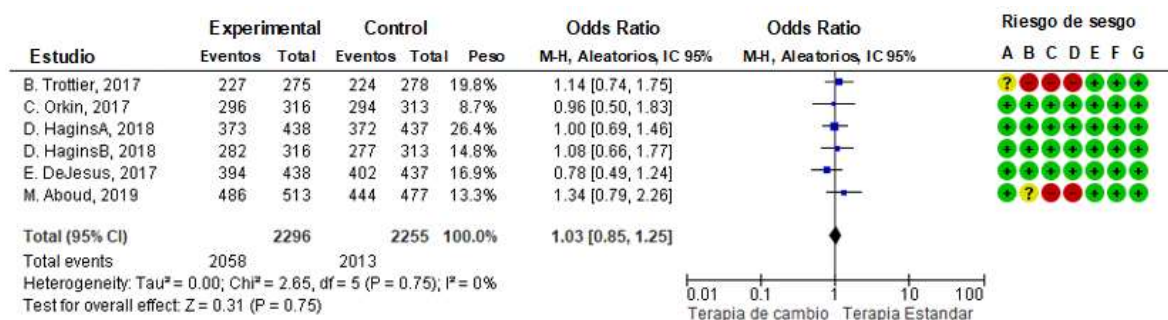 Experimental Control Odds Ratio Odds Ratio Riesgo de sesgo
Estudio Eventos Total Eventos Total Peso M-H, Aleatorios, IC 95% M-H, Aleatorios, IC 95% A B C D E F G
B. Trottier, 2017 227 275 224 278 19.8% 1.14 [0.74, 1.75] ? - - - + + +
C. Orkin, 2017 296 316 294 313 8.7% 0.96 [0.50, 1.83] + + + + + + +
D. HaginsA, 2018 373 438 372 437 26.4% 1.00 [0.69, 1.46] + + + + + + +
D. HaginsB, 2018 282 316 277 313 14.8% 1.08 [0.66, 1.77] + + + + + + +
E. DeJesus, 2017 394 438 402 437 16.9% 0.78 [0.49, 1.24] + + + + + + +
M. Aboud, 2019 486 513 444 477 13.3% 1.34 [0.79, 2.26] + ? - - + + +
Total (95% CI) 2296 2255 100.0% 1.03 [0.85, 1.25]
Total events 2058 2013
Heterogeneity: Tau² = 0.00; Chi² = 2.65, df = 5 (P = 0.75); I² = 0%
Test for overall effect: Z = 0.31 (P = 0.75)
0.01 0.1 1 10 100
Terapia de cambio Terapia Estandar